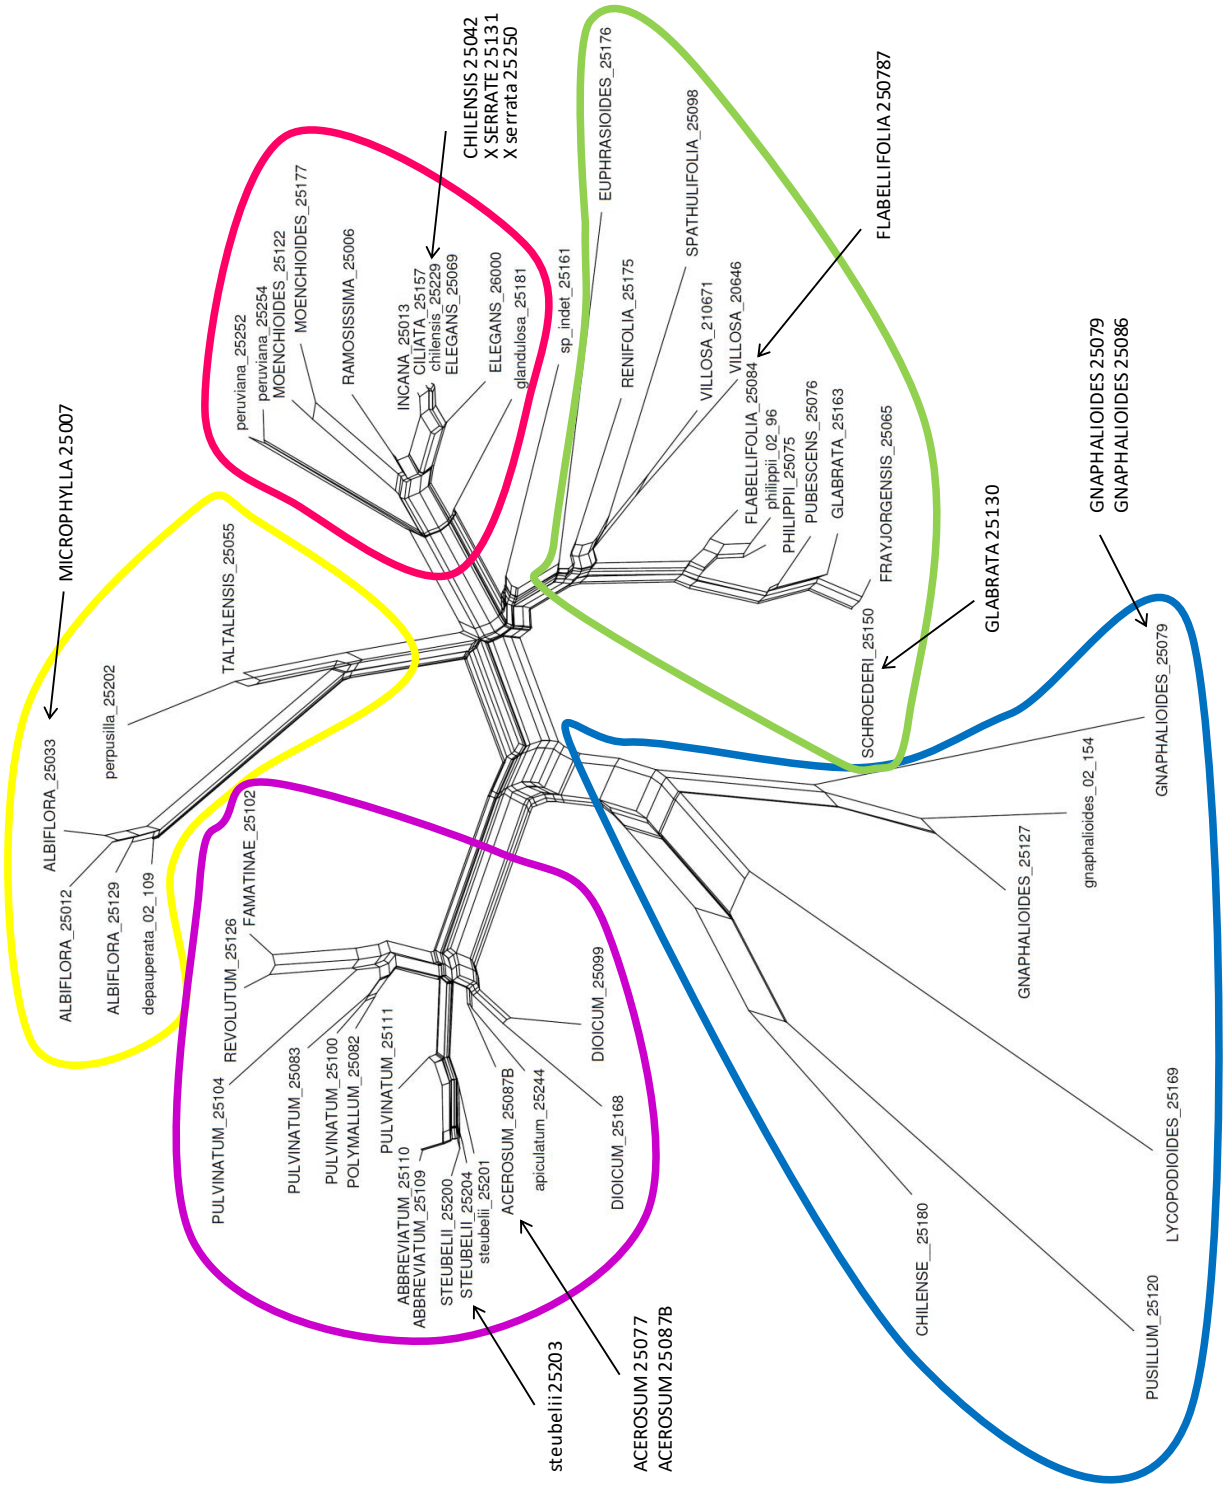 MICROPHYLLA 25007
ALBIFLORA_25033
ALBIFLORA_25012
ALBIFLORA_25129
depauperata_02_109
perpusilla_25202
TALTALENSIS_25055
peruviana_25252
peruviana_25254
MOENCHIOIDES_25122
MOENCHIOIDES_25177
RAMOSISSIMA_25006
INCANA_25013
CILIATA_25157
chilensis_25229
ELEGANS_25069
ELEGANS_26000
glandulosa_25181
CHILENSIS 25042
X SERRATE 25131
X serrata 25250
sp_indet_25161
EUPHRASIOIDES_25176
RENIFOLIA_25175
SPATHULIFOLIA_25098
VILLOSA_210671
VILLOSA_20646
FLABELLIFOLIA_25084
philippii_02_96
PHILIPPII_25075
PUBESCENS_25076
GLABRATA_25163
FRAYJORGENSIS_25065
SCHROEDERI_25150
FLABELLIFOLIA 250787
GLABRATA 25130
GNAPHALIOIDES 25079
GNAPHALIOIDES 25086
GNAPHALIOIDES_25079
gnaphalioides_02_154
GNAPHALIOIDES_25127
LYCOPODIOIDES_25169
PUSILLUM_25120
CHILENSE__25180
FAMATINAE_25102
REVOLUTUM_25126
PULVINATUM_25104
PULVINATUM_25083
PULVINATUM_25100
POLYMALLUM_25082
PULVINATUM_25111
ABBREVIATUM_25110
ABBREVIATUM_25109
STEUBELII_25200
STEUBELII_25204
steubelii_25201
ACEROSUM_25087B
apiculatum_25244
DIOICUM_25168
DIOICUM_25099
steubelii 25203
ACEROSUM 25077
ACEROSUM 25087B